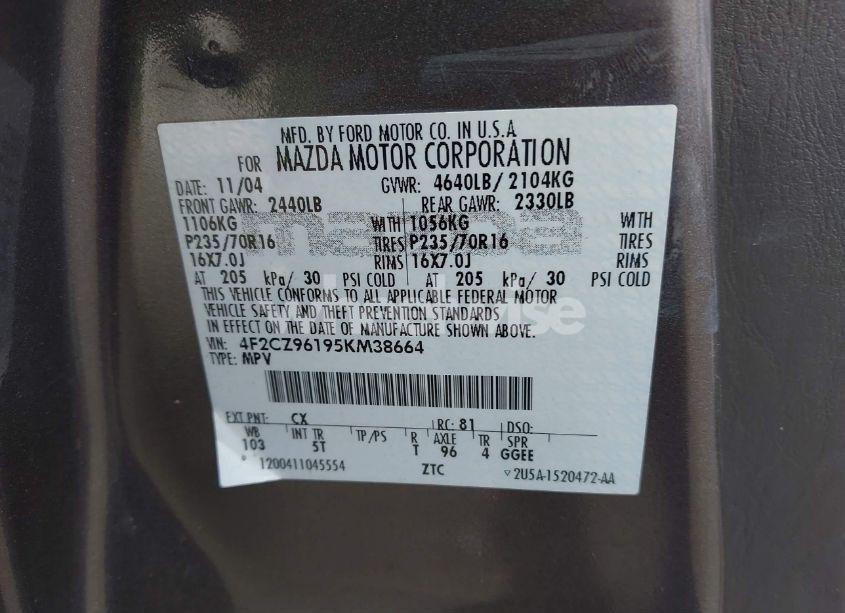 MFD. BY FORD MOTOR CO. IN U.S.A
FOR MAZDA MOTOR CORPORATION
DATE: 11/04 GVWR: 4640LB/ 2104KG
FRONT GAWR: 2440LB REAR GAWR: 2330LB
1106KG WITH 1056KG WITH
P235/70R16 TIRES P235/70R16 TIRES
16X7.0J RIMS 16X7.0J RIMS
AT 205 kPa/ 30 PSI COLD AT 205 kPa/ 30 PSI COLD
THIS VEHICLE CONFORMS TO ALL APPLICABLE FEDERAL MOTOR
VEHICLE SAFETY AND THEFT PREVENTION STANDARDS
IN EFFECT ON THE DATE OF MANUFACTURE SHOWN ABOVE.
VIN: 4F2CZ96195KM38664
TYPE: MPV
EXT PNT: CX RC: 81 DSO:
WB INT TR TP/PS R AXLE TR SPR
103 5T T 96 4 GGEE
1200411045554 ZTC 2U5A-1520472-AA
mazda